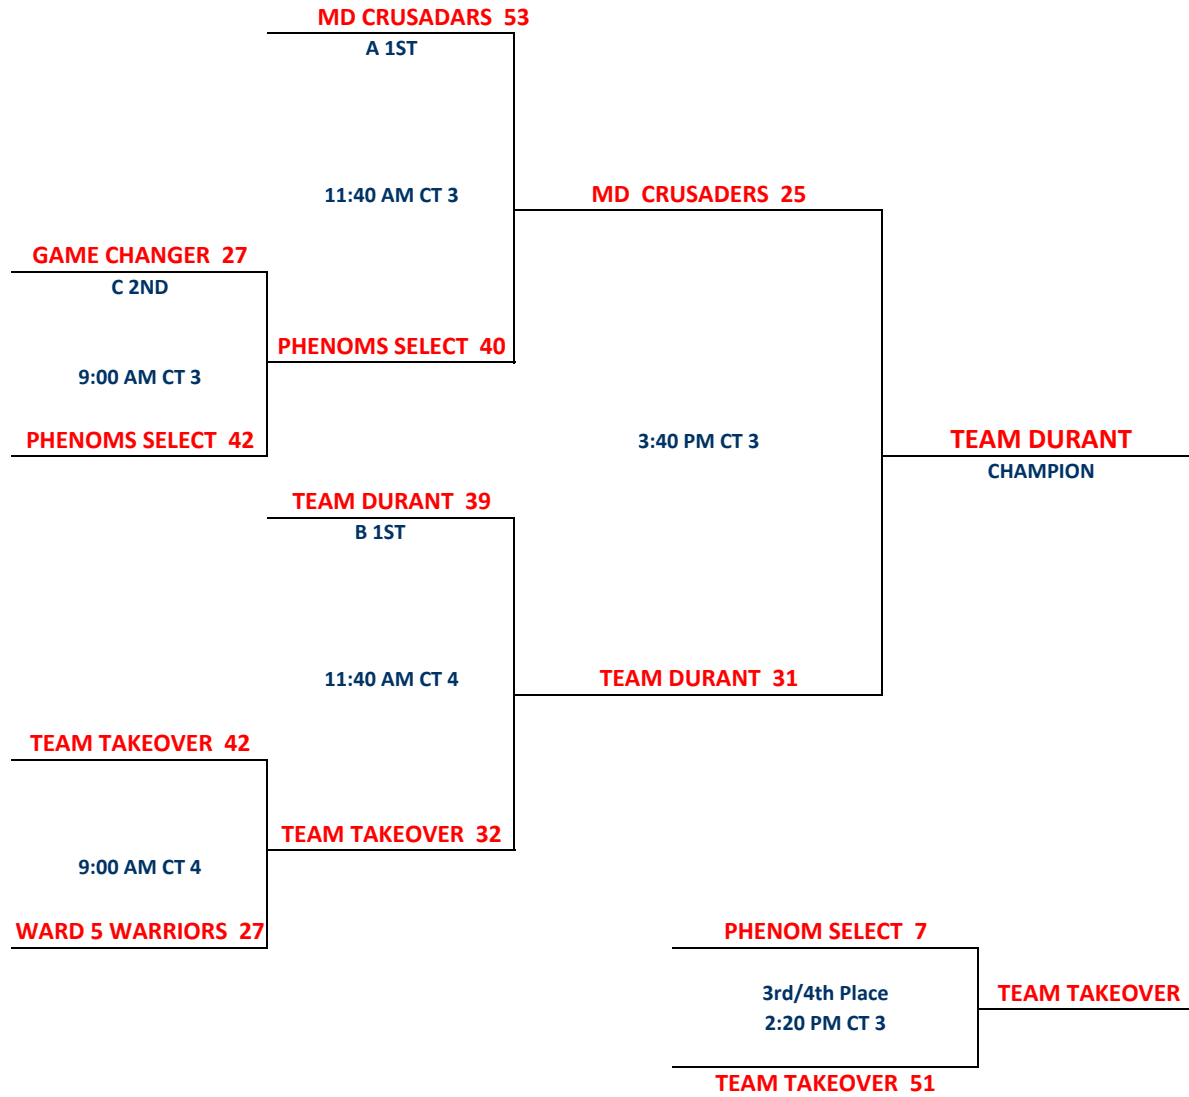 MD CRUSADARS 53
A 1ST
11:40 AM CT 3
MD CRUSADERS 25
GAME CHANGER 27
C 2ND
PHENOMS SELECT 40
9:00 AM CT 3
PHENOMS SELECT 42
3:40 PM CT 3
TEAM DURANT
CHAMPION
TEAM DURANT 39
B 1ST
11:40 AM CT 4
TEAM DURANT 31
TEAM TAKEOVER 42
TEAM TAKEOVER 32
9:00 AM CT 4
WARD 5 WARRIORS 27
PHENOM SELECT 7
3rd/4th Place
2:20 PM CT 3
TEAM TAKEOVER
TEAM TAKEOVER 51